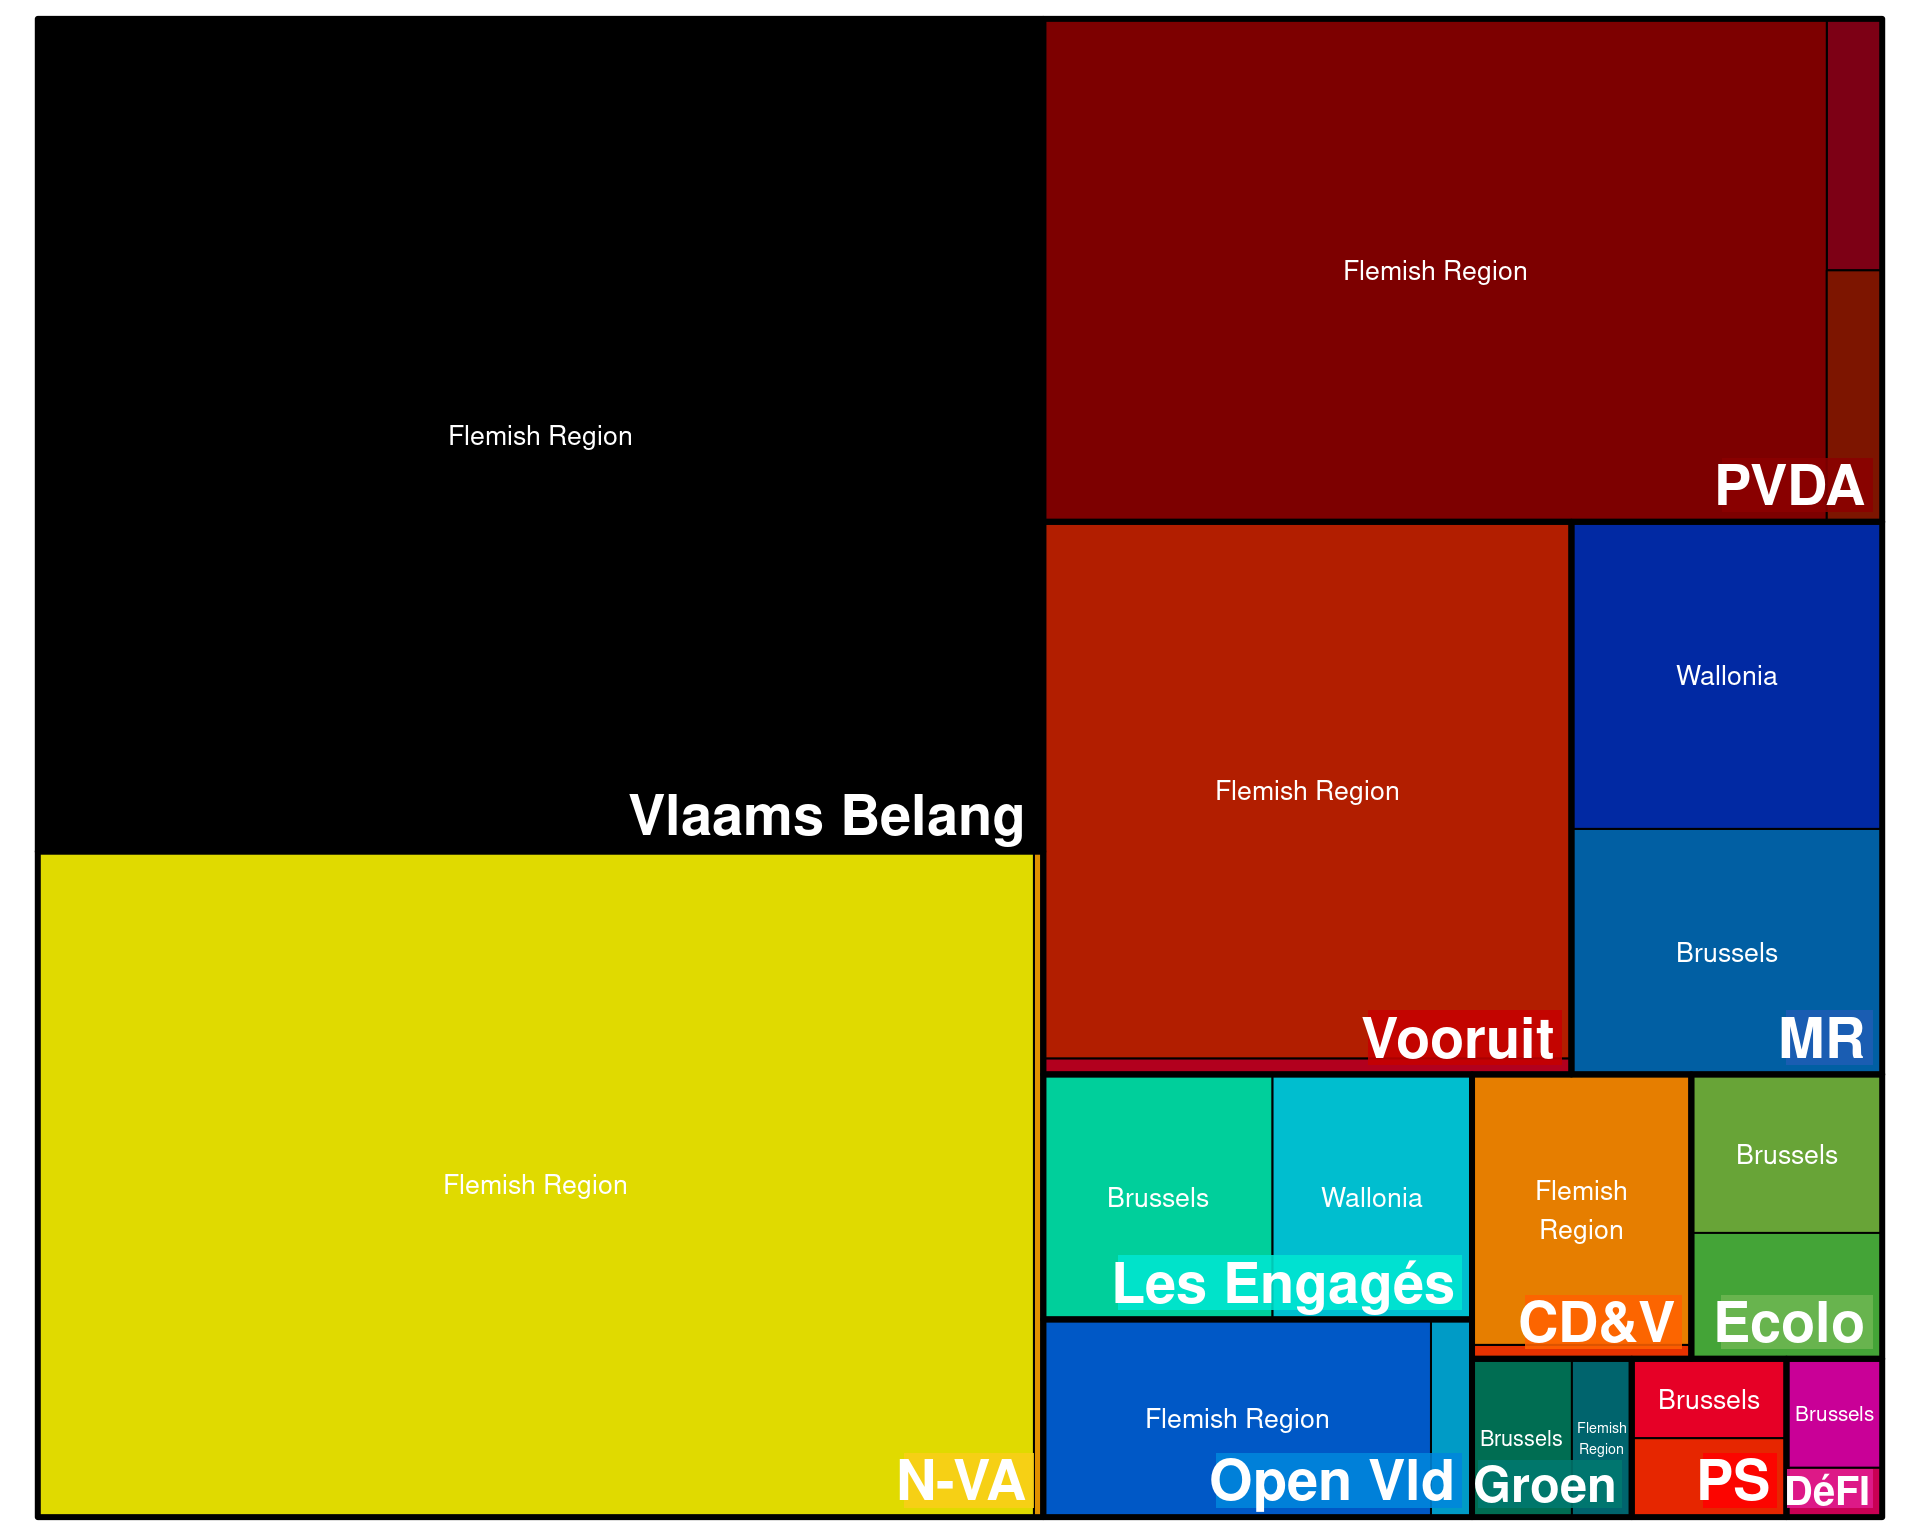 Flemish Region
Vlaams Belang
Flemish Region
PVDA
Flemish Region
Vooruit
Wallonia
Brussels
MR
Flemish Region
N-VA
Brussels
Wallonia
Les Engagés
Flemish
Region
CD&V
Brussels
Ecolo
Flemish Region
Open Vld
Brussels
Flemish
Region
Groen
Brussels
PS
Brussels
DéFI